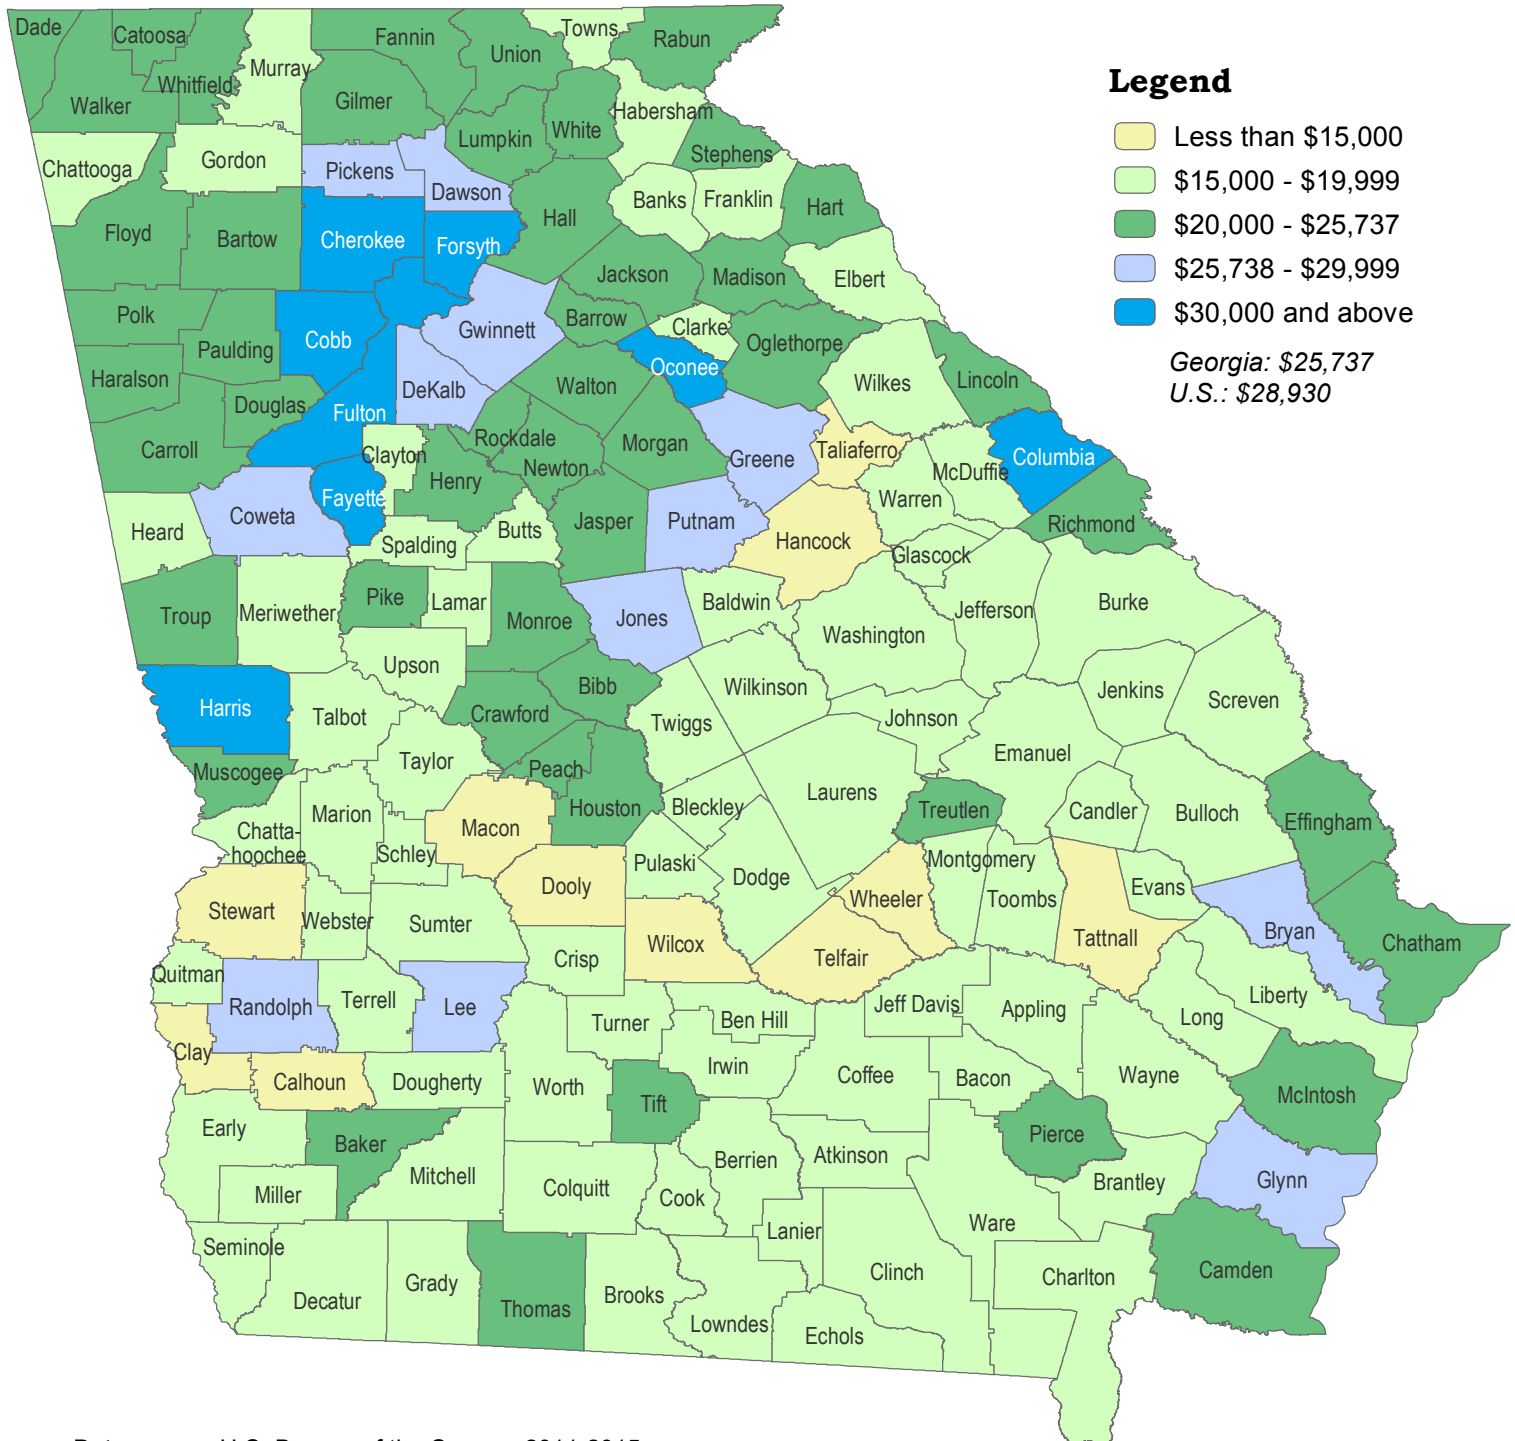 Dade
Catoosa
Fannin
Union
Towns
Rabun
Walker
Whitfield
Murray
Gilmer
Lumpkin
White
Habersham
Stephens
Chattooga
Gordon
Pickens
Dawson
Banks
Franklin
Hart
Floyd
Bartow
Cherokee
Forsyth
Hall
Jackson
Madison
Elbert
Polk
Paulding
Cobb
Gwinnett
Barrow
Clarke
Oglethorpe
Haralson
Douglas
Fulton
DeKalb
Walton
Oconee
Wilkes
Lincoln
Carroll
Clayton
Rockdale
Newton
Morgan
Greene
Taliaferro
McDuffie
Columbia
Heard
Coweta
Fayette
Henry
Spalding
Butts
Jasper
Putnam
Hancock
Warren
Glascock
Richmond
Troup
Meriwether
Pike
Lamar
Monroe
Jones
Baldwin
Washington
Jefferson
Burke
Upson
Harris
Talbot
Crawford
Bibb
Twiggs
Wilkinson
Johnson
Emanuel
Jenkins
Screven
Muscogee
Taylor
Peach
Houston
Bleckley
Laurens
Treutlen
Candler
Bulloch
Effingham
Chatta-
hoochee
Marion
Schley
Macon
Dooly
Pulaski
Dodge
Wheeler
Montgomery
Toombs
Evans
Tattnall
Stewart
Webster
Sumter
Crisp
Wilcox
Telfair
Bryan
Chatham
Quitman
Randolph
Terrell
Lee
Turner
Ben Hill
Jeff Davis
Appling
Long
Liberty
Clay
Calhoun
Dougherty
Worth
Tift
Irwin
Coffee
Bacon
Wayne
McIntosh
Early
Baker
Mitchell
Miller
Colquitt
Cook
Berrien
Atkinson
Pierce
Brantley
Glynn
Seminole
Decatur
Grady
Thomas
Brooks
Lowndes
Lanier
Echols
Clinch
Ware
Charlton
Camden
Legend
Less than $15,000
$15,000 - $19,999
$20,000 - $25,737
$25,738 - $29,999
$30,000 and above
Georgia: $25,737
U.S.: $28,930